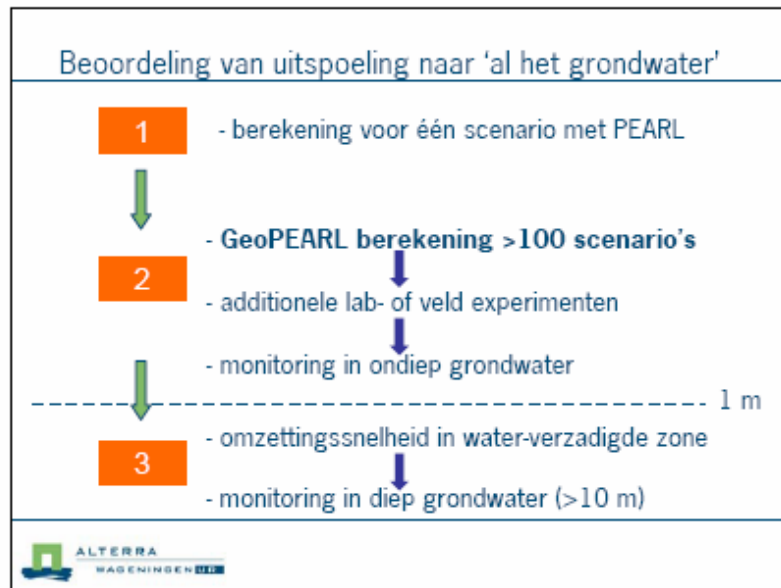 Beoordeling van uitspoeling naar ‘al het grondwater’
1
- berekening voor één scenario met PEARL
- GeoPEARL berekening >100 scenario's
2
- additionele lab- of veld experimenten
- monitoring in ondiep grondwater
1 m
- omzettingssnelheid in water-verzadigde zone
3
- monitoring in diep grondwater (>10 m)
ALTERRA
WAGENINGEN UR